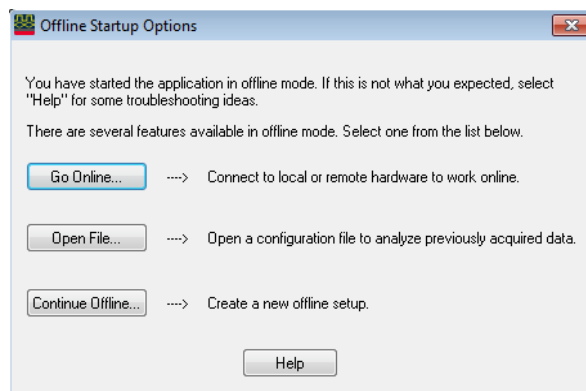 Offline Startup Options
You have started the application in offline mode. If this is not what you expected, select
"Help" for some troubleshooting ideas.
There are several features available in offline mode. Select one from the list below.
Go Online... ----> Connect to local or remote hardware to work online.
Open File... ----> Open a configuration file to analyze previously acquired data.
Continue Offline... ----> Create a new offline setup.
Help